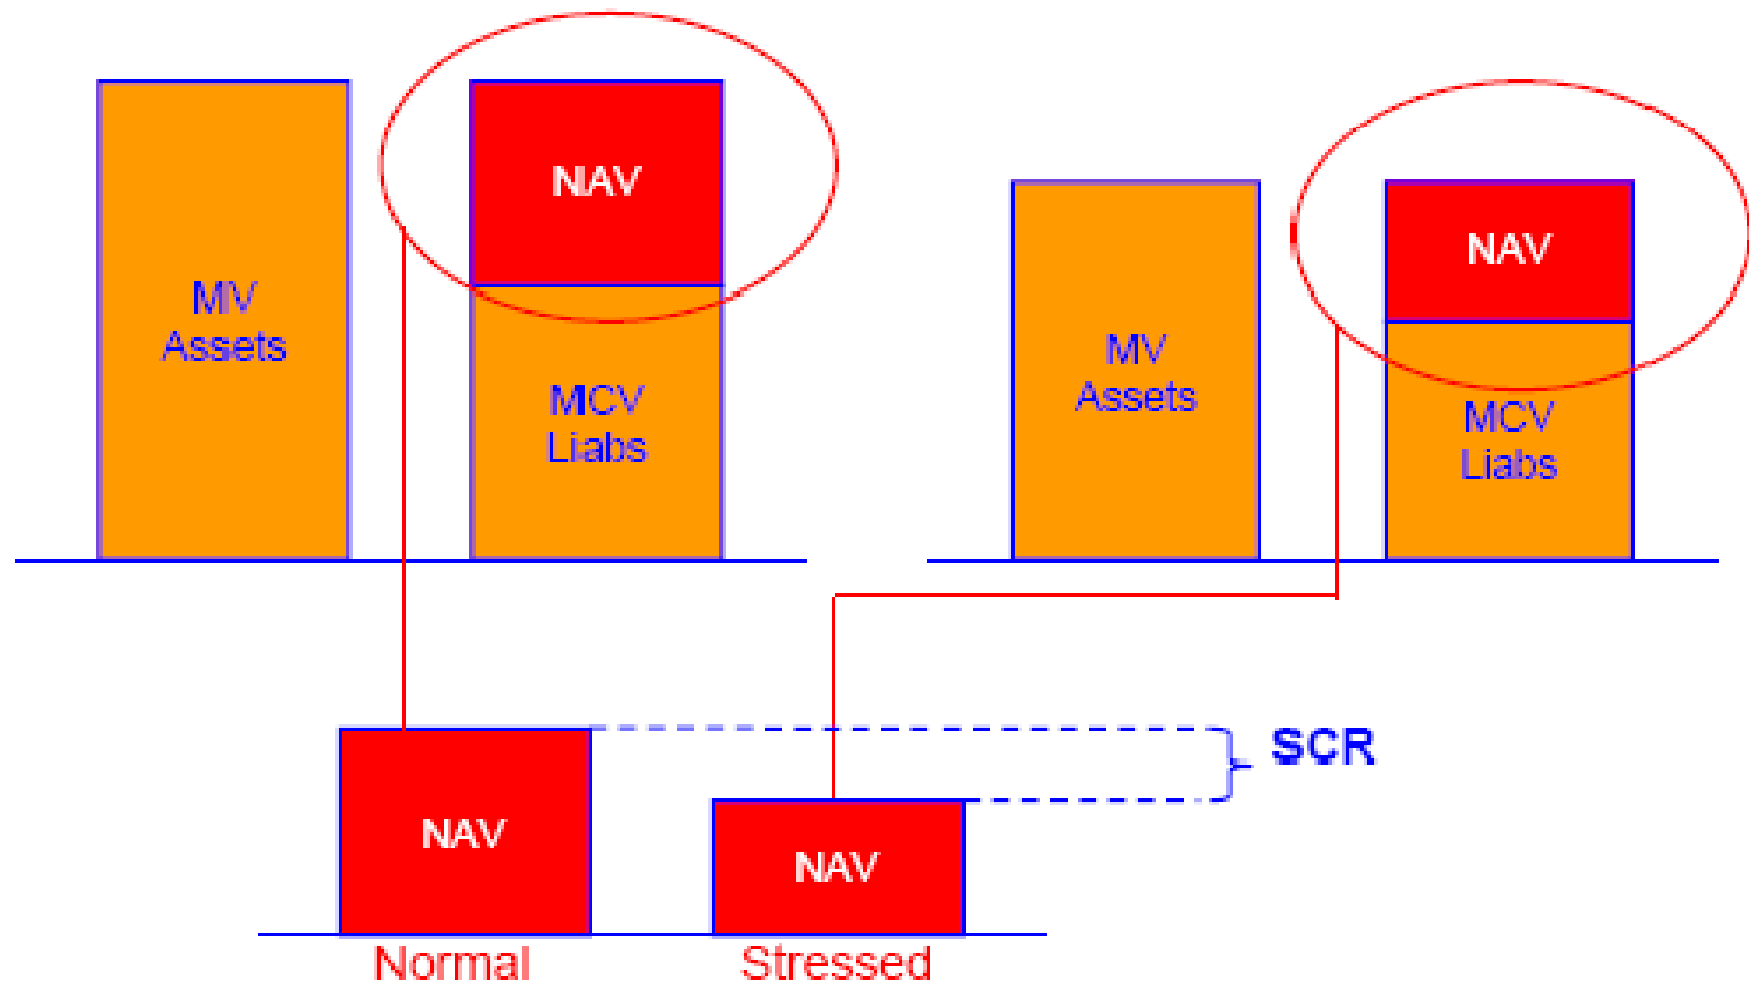 NAV
MV
Assets
MCV
Liabs
NAV
MV
Assets
MCV
Liabs
SCR
NAV
NAV
Normal
Stressed